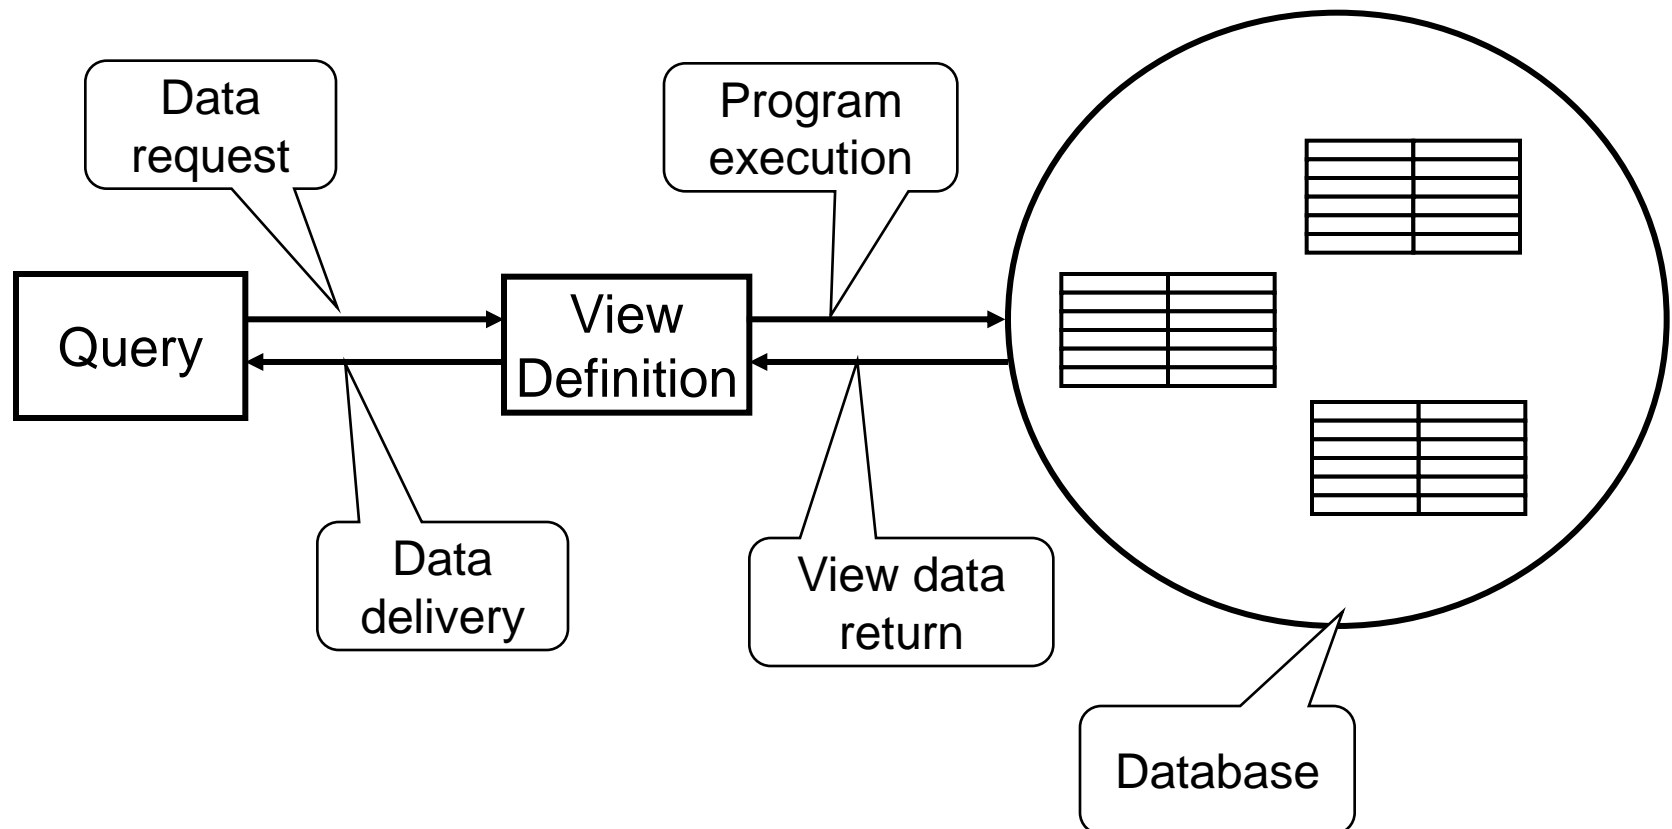 Data
request
Program
execution
Query
View
Definition
Data
delivery
View data
return
Database